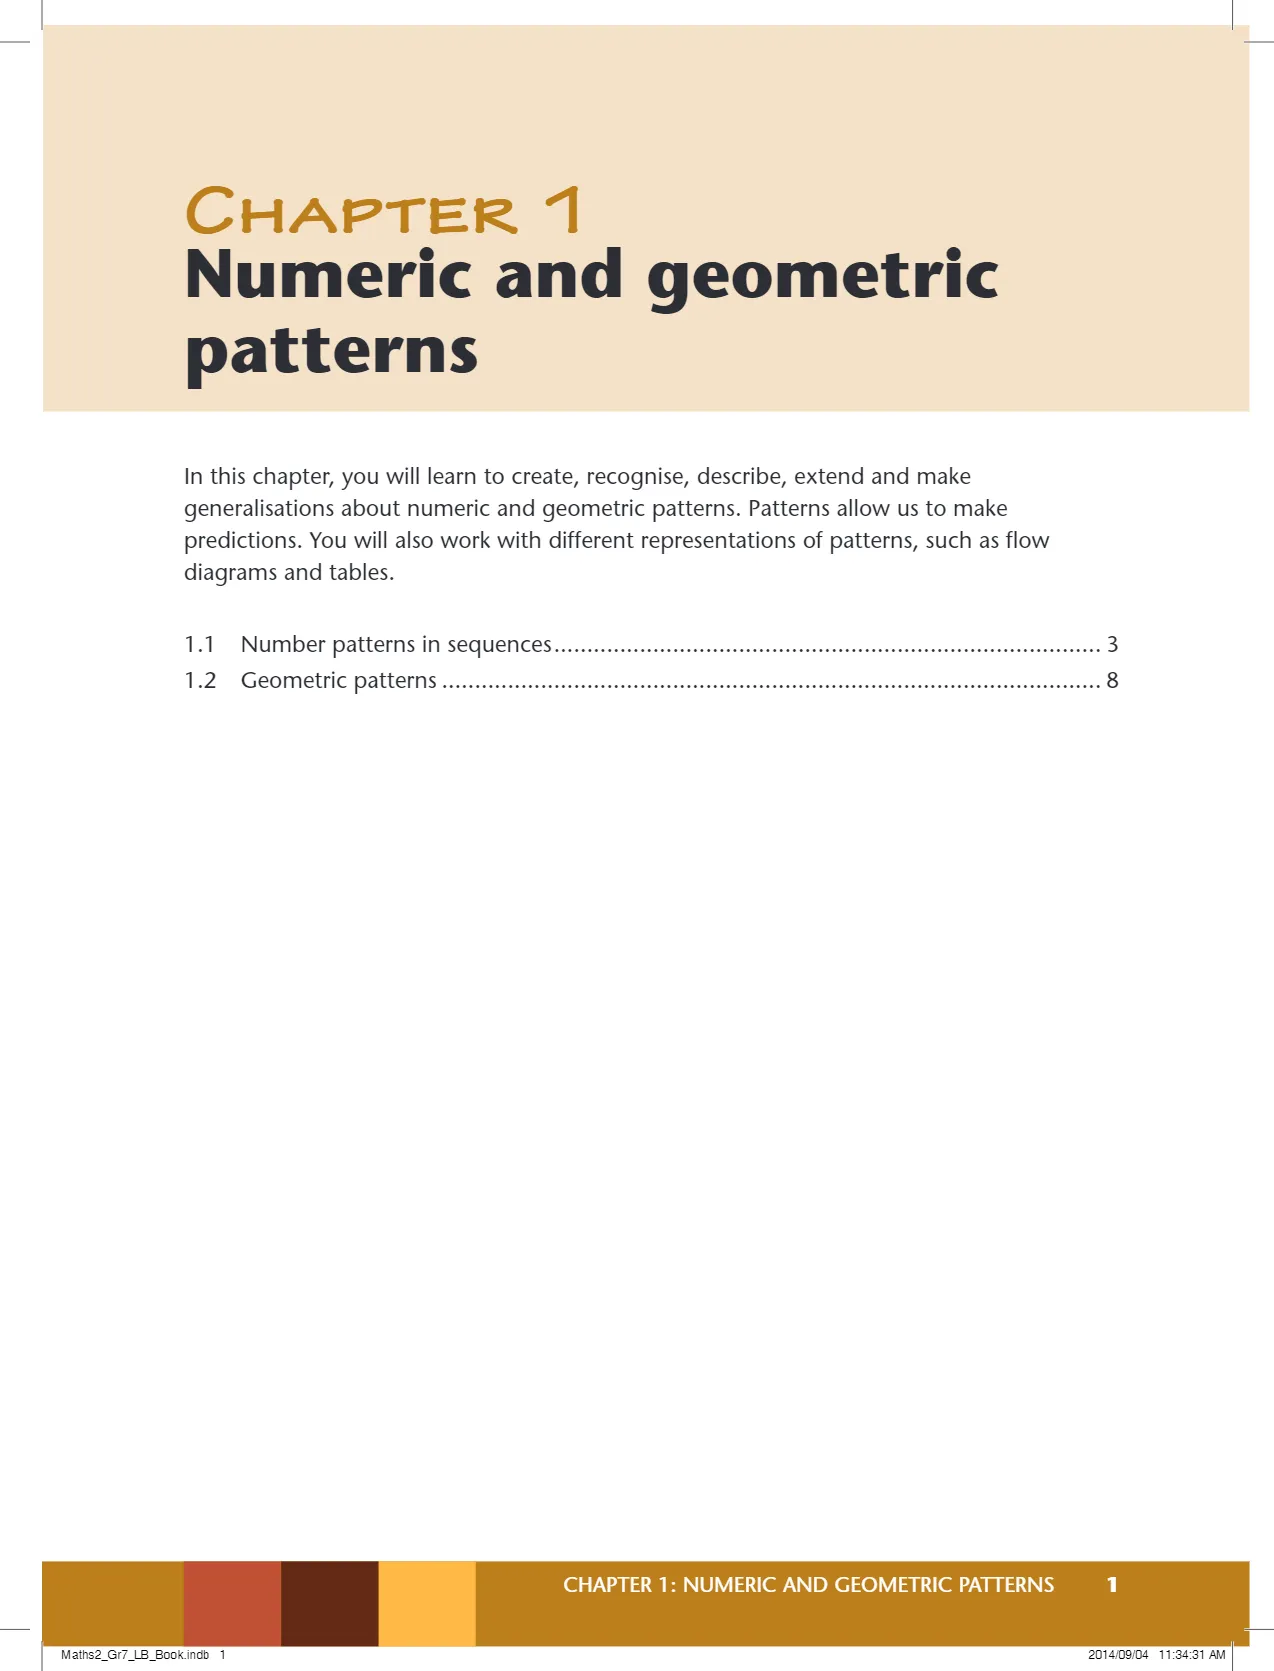 CHAPTER 1
Numeric and geometric
patterns
In this chapter, you will learn to create, recognise, describe, extend and make
generalisations about numeric and geometric patterns. Patterns allow us to make
predictions. You will also work with different representations of patterns, such as flow
diagrams and tables.
1.1 Number patterns in sequences................................................................................... 3
1.2 Geometric patterns .................................................................................................... 8
CHAPTER 1: NUMERIC AND GEOMETRIC PATTERNS 1
Maths2_Gr7_LB_Book.indb 1 2014/09/04 11:34:31 AM